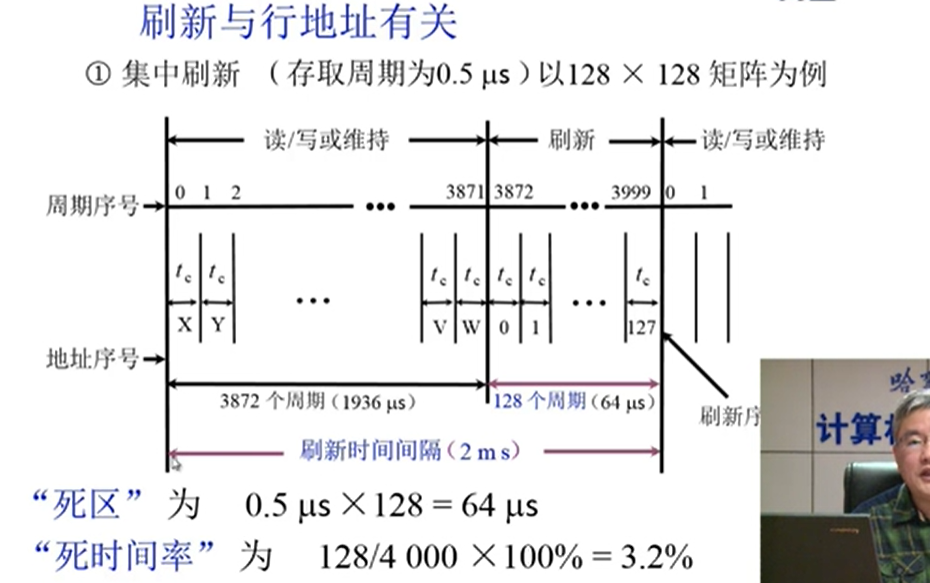 刷新与行地址有关
① 集中刷新 （存取周期为0.5 μs）以128 × 128 矩阵为例
读/写或维持 刷新 读/写或维持
周期序号 0 1 2 ••• 3871 3872 ••• 3999 0 1
tc tc tc tc tc tc tc
X Y ••• V W 0 1 ••• 127
地址序号
3872 个周期（1936 μs） 128 个周期（64 μs）
刷新序
刷新时间间隔（2 m s）
计算
“死区” 为 0.5 μs × 128 = 64 μs
“死时间率” 为 128/4 000 × 100% = 3.2%